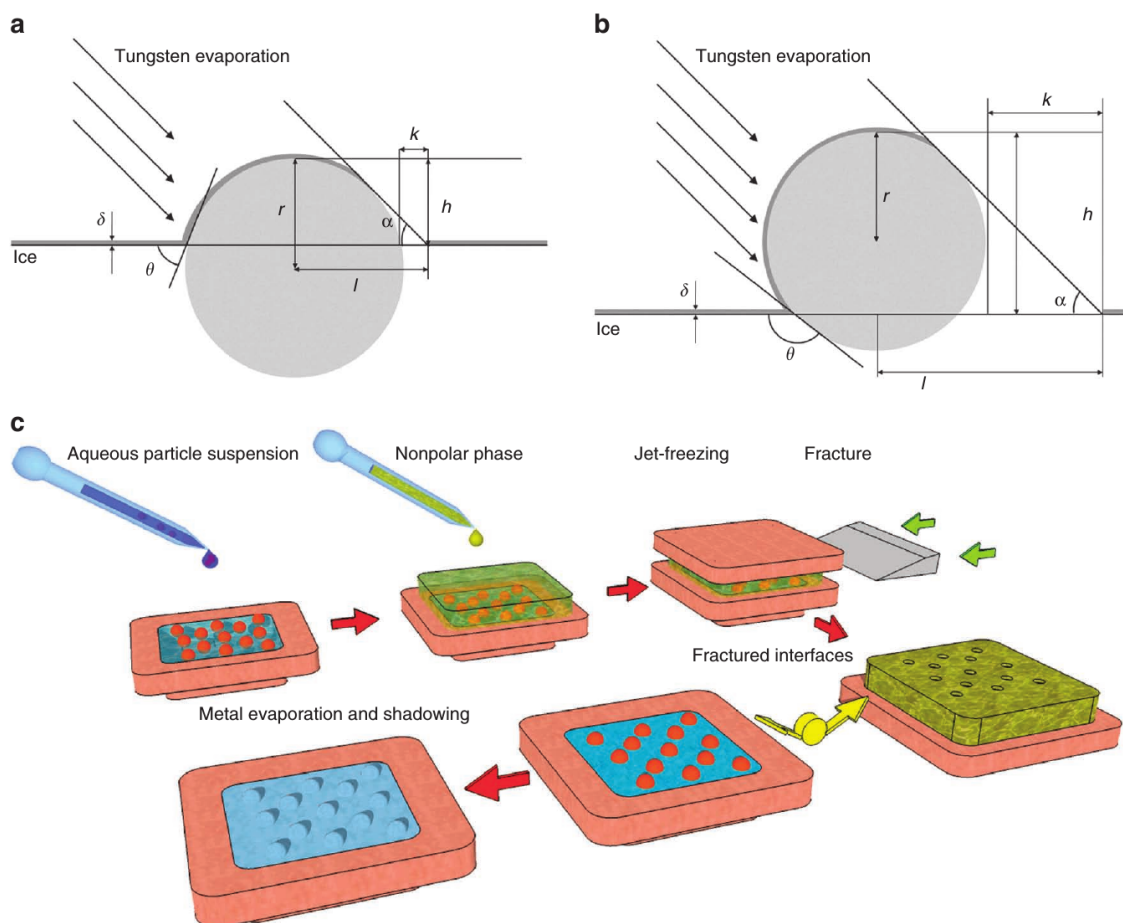 a
Tungsten evaporation
k
r
h
α
δ
Ice
θ
l
b
Tungsten evaporation
k
r
h
α
δ
Ice
θ
l
c
Aqueous particle suspension
Nonpolar phase
Jet-freezing
Fracture
Fractured interfaces
Metal evaporation and shadowing